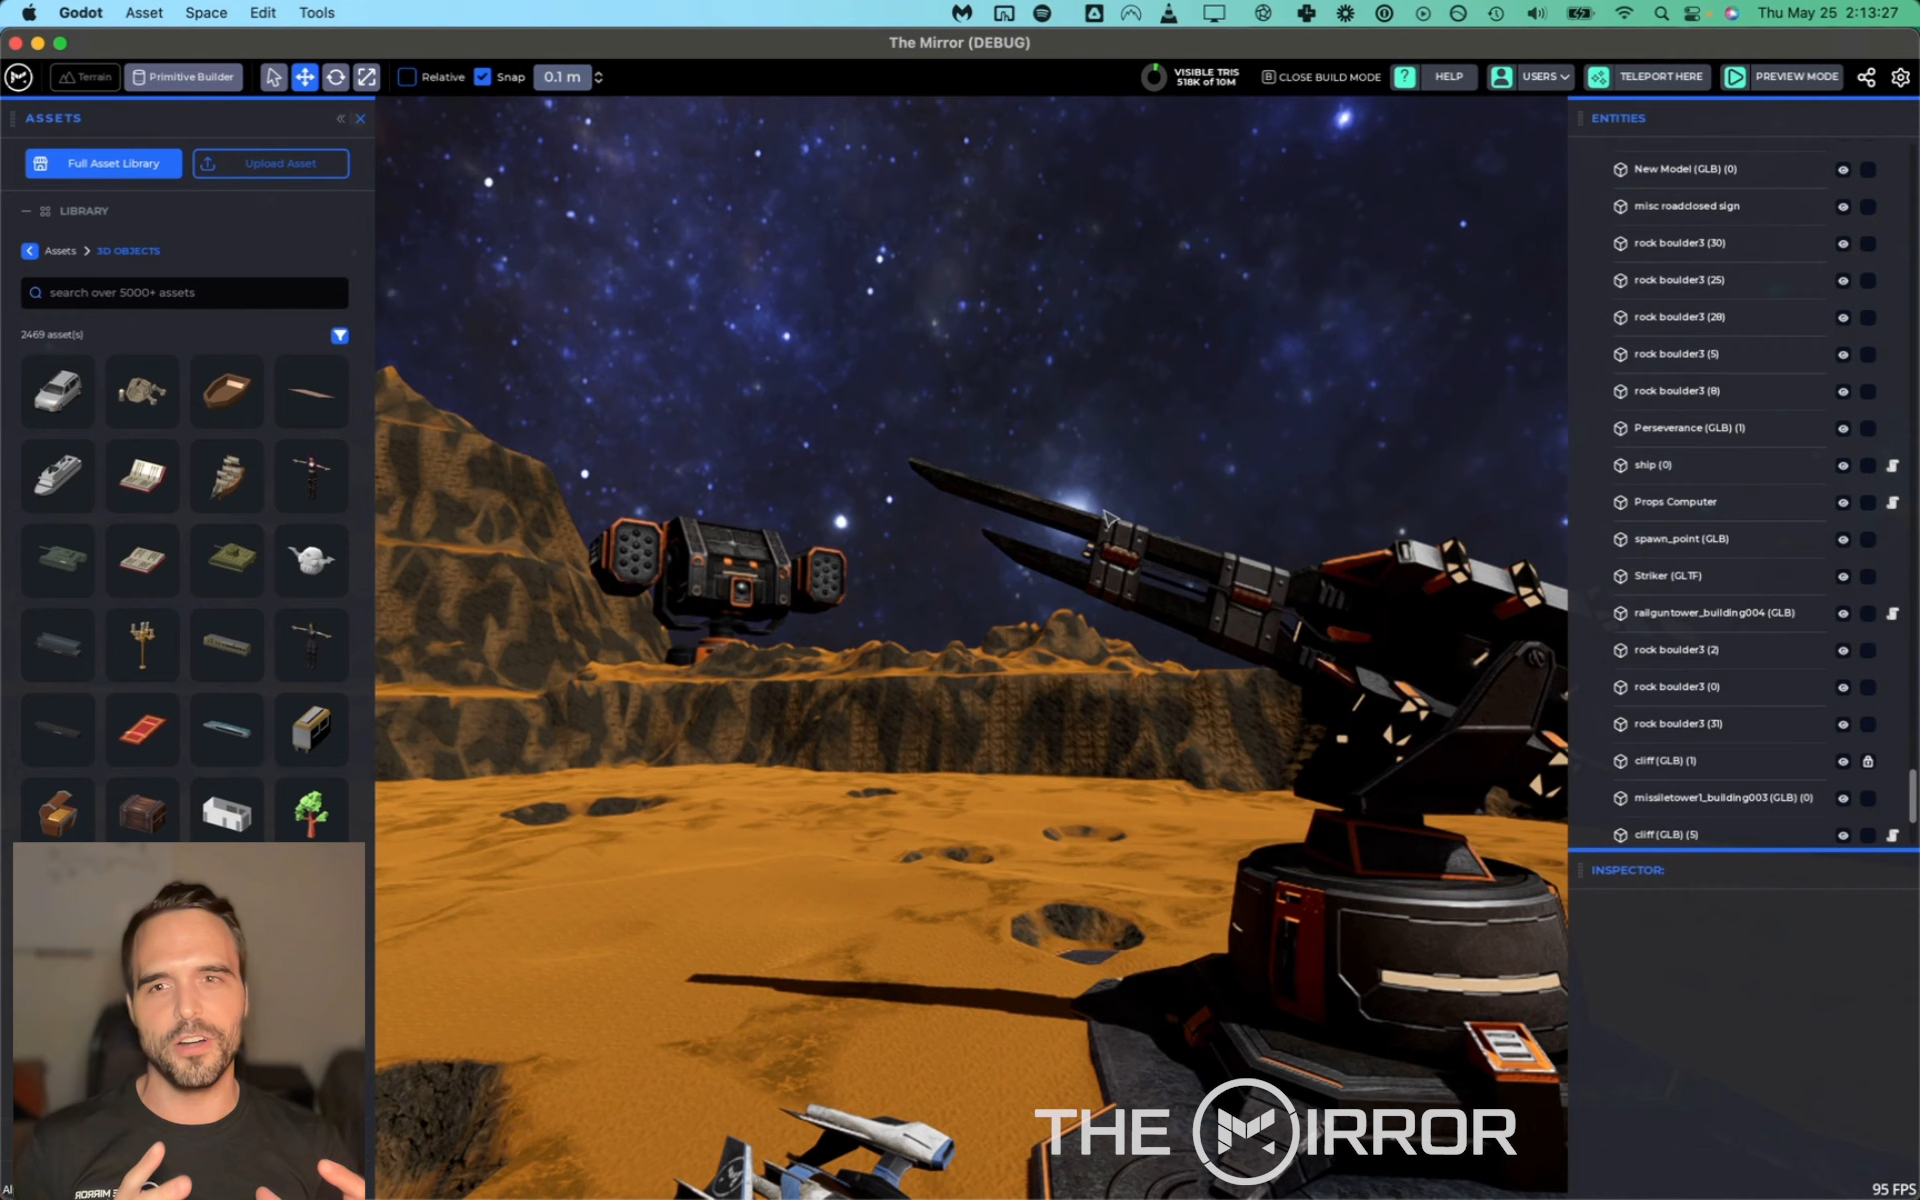 Godot Asset Space Edit Tools
Thu May 25 2:13:27
The Mirror (DEBUG)
Terrain Primitive Builder Relative Snap 0.1 m
VISIBLE TRIS
518K OF 10M
B CLOSE BUILD MODE ? HELP USERS TELEPORT HERE PREVIEW MODE
ASSETS
Full Asset Library Upload Asset
LIBRARY
Assets > 3D OBJECTS
search over 5000+ assets
2469 asset(s)
ENTITIES
New Model (GLB) (0)
misc roadclosed sign
rock boulder3 (30)
rock boulder3 (25)
rock boulder3 (28)
rock boulder3 (5)
rock boulder3 (8)
Perseverance (GLB) (1)
ship (0)
Props Computer
spawn_point (GLB)
Striker (GLTF)
railguntower_building004 (GLB)
rock boulder3 (2)
rock boulder3 (0)
rock boulder3 (31)
cliff (GLB) (1)
missiletower1_building003 (GLB) (0)
cliff (GLB) (5)
INSPECTOR:
THE MIRROR
95 FPS